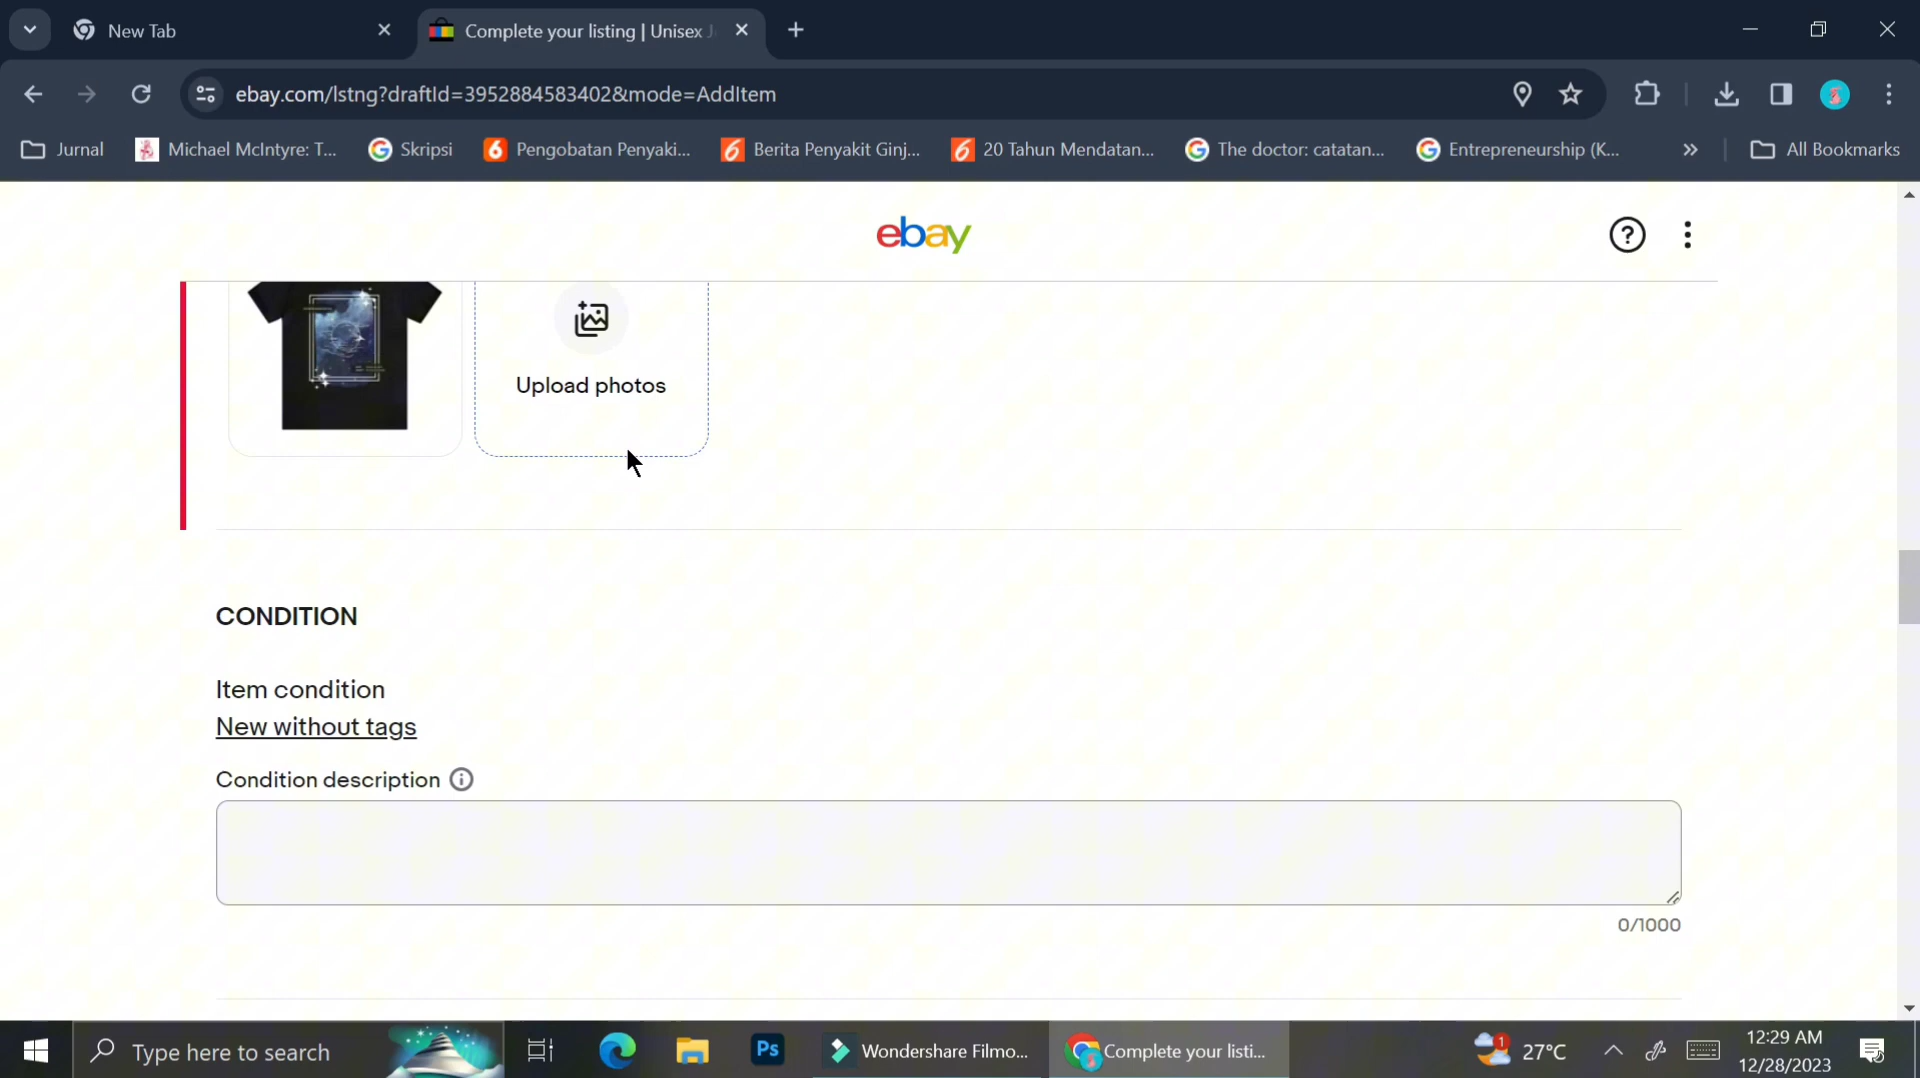 New Tab
Complete your listing | Unisex J
ebay.com/lstng?draftId=3952884583402&mode=AddItem
Jurnal
Michael McIntyre: T...
Skripsi
Pengobatan Penyaki...
Berita Penyakit Ginj...
20 Tahun Mendatan...
The doctor: catatan...
Entrepreneurship (K...
All Bookmarks
ebay
Upload photos
CONDITION
Item condition
New without tags
Condition description
0/1000
Type here to search
Ps
Wondershare Filmo...
Complete your listi...
1
27°C
12:29 AM
12/28/2023